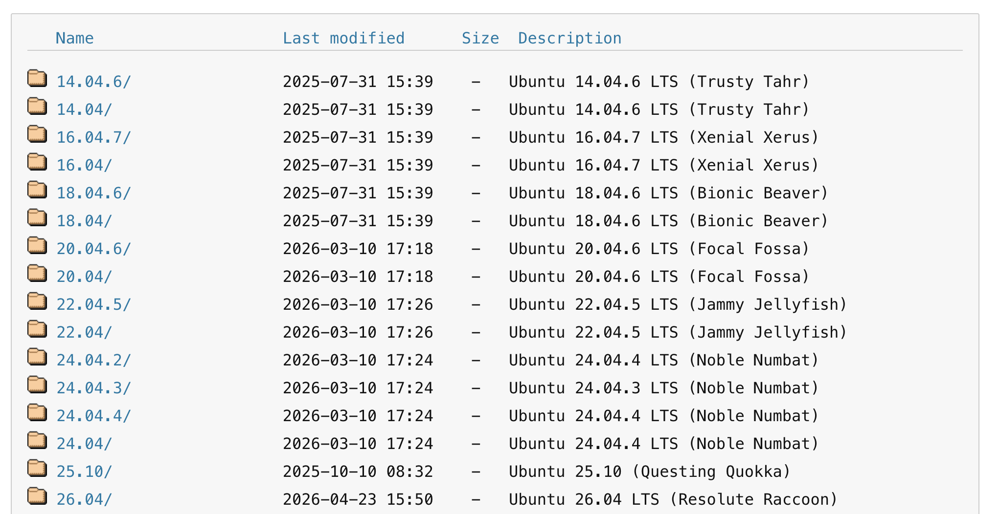 Name Last modified Size Description
14.04.6/ 2025-07-31 15:39 - Ubuntu 14.04.6 LTS (Trusty Tahr)
14.04/ 2025-07-31 15:39 - Ubuntu 14.04.6 LTS (Trusty Tahr)
16.04.7/ 2025-07-31 15:39 - Ubuntu 16.04.7 LTS (Xenial Xerus)
16.04/ 2025-07-31 15:39 - Ubuntu 16.04.7 LTS (Xenial Xerus)
18.04.6/ 2025-07-31 15:39 - Ubuntu 18.04.6 LTS (Bionic Beaver)
18.04/ 2025-07-31 15:39 - Ubuntu 18.04.6 LTS (Bionic Beaver)
20.04.6/ 2026-03-10 17:18 - Ubuntu 20.04.6 LTS (Focal Fossa)
20.04/ 2026-03-10 17:18 - Ubuntu 20.04.6 LTS (Focal Fossa)
22.04.5/ 2026-03-10 17:26 - Ubuntu 22.04.5 LTS (Jammy Jellyfish)
22.04/ 2026-03-10 17:26 - Ubuntu 22.04.5 LTS (Jammy Jellyfish)
24.04.2/ 2026-03-10 17:24 - Ubuntu 24.04.4 LTS (Noble Numbat)
24.04.3/ 2026-03-10 17:24 - Ubuntu 24.04.3 LTS (Noble Numbat)
24.04.4/ 2026-03-10 17:24 - Ubuntu 24.04.4 LTS (Noble Numbat)
24.04/ 2026-03-10 17:24 - Ubuntu 24.04.4 LTS (Noble Numbat)
25.10/ 2025-10-10 08:32 - Ubuntu 25.10 (Questing Quokka)
26.04/ 2026-04-23 15:50 - Ubuntu 26.04 LTS (Resolute Raccoon)